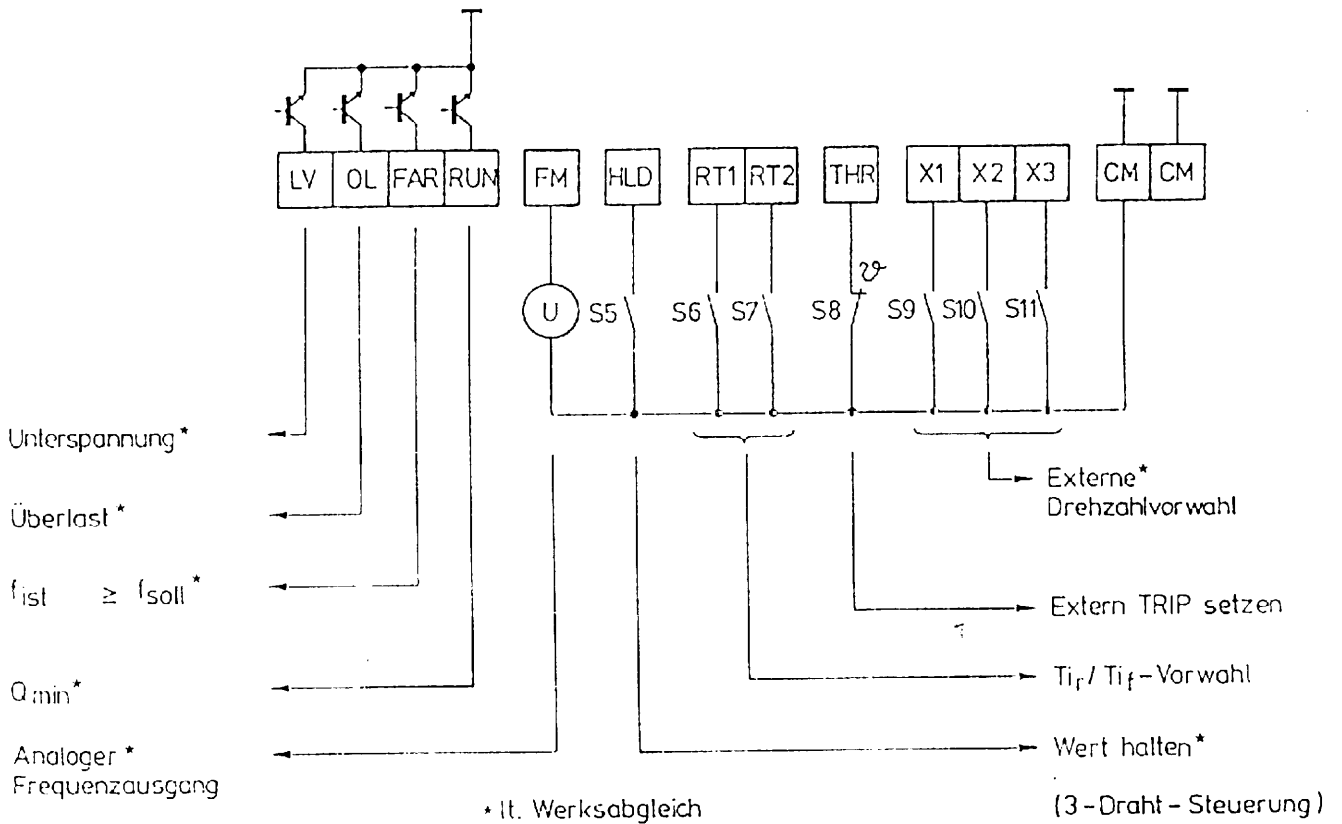 LV OL FAR RUN FM HLD RT1 RT2 THR X1 X2 X3 CM CM
ϑ
U S5 S6 S7 S8 S9 S10 S11
Unterspannung*
Externe*
Drehzahlvorwahl
Überlast*
fist ≥ fsoll*
Extern TRIP setzen
Qmin*
Tir / Tif-Vorwahl
Analoger*
Frequenzausgang
Wert halten*
(3-Draht-Steuerung)
* lt. Werksabgleich